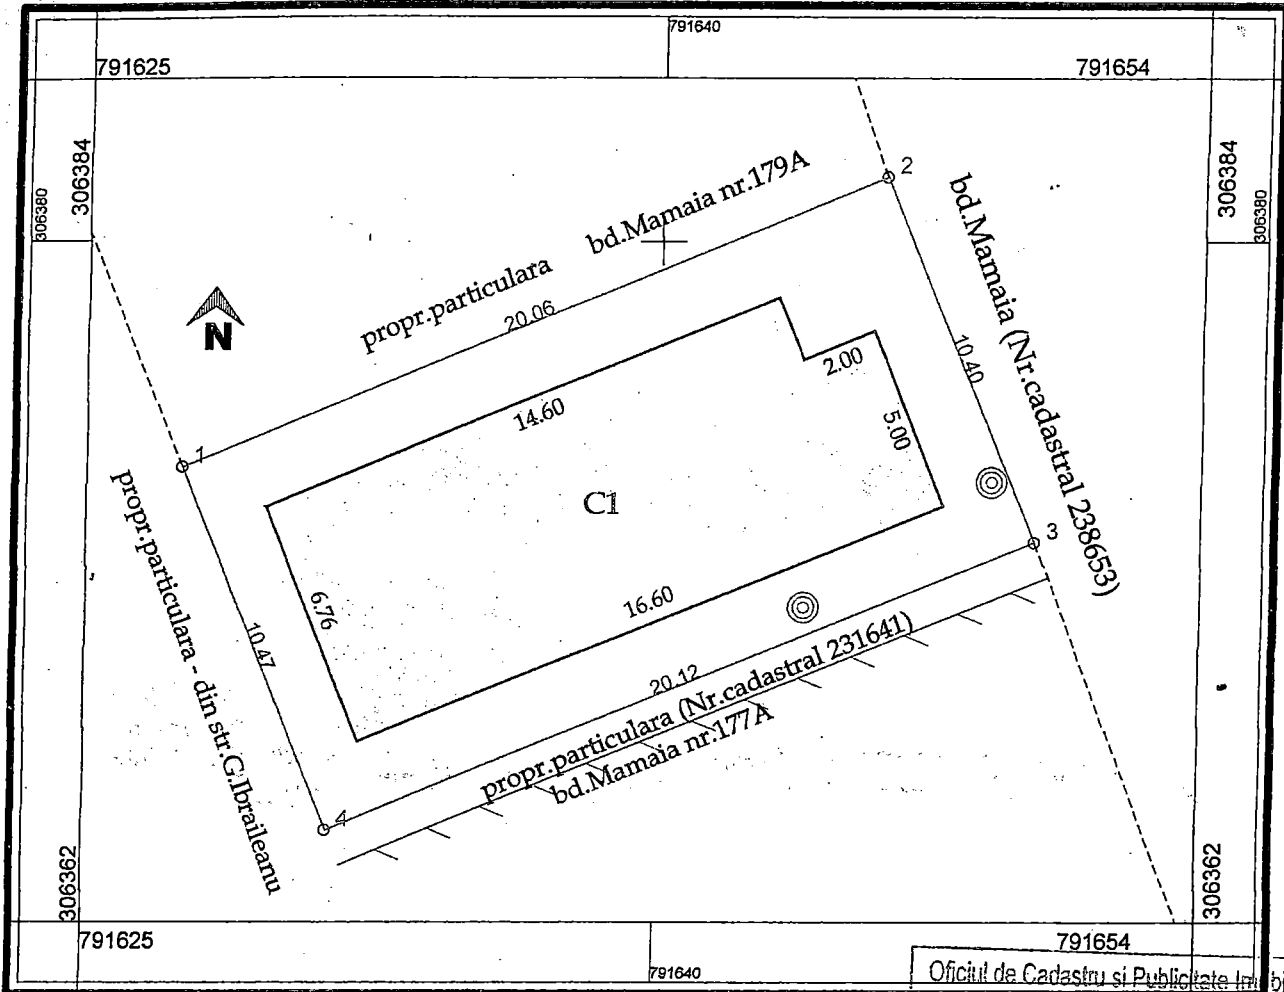 791640
791625
791654
306384
306380
306384
306380
2
bd.Mamaia nr.179A
propr.particulara
20.06
bd.Mamaia (Nr.cadastral 238653)
N
10.40
2.00
14.60
5.00
1
C1
propr.particulara - din str.G.Ibraileanu
3
6.76
16.60
10.47
20.12
propr.particulara (Nr.cadastral 231641)
bd.Mamaia nr.177A
4
306362
306362
791625
791654
791640
Oficiul de Cadastru si Publicitate